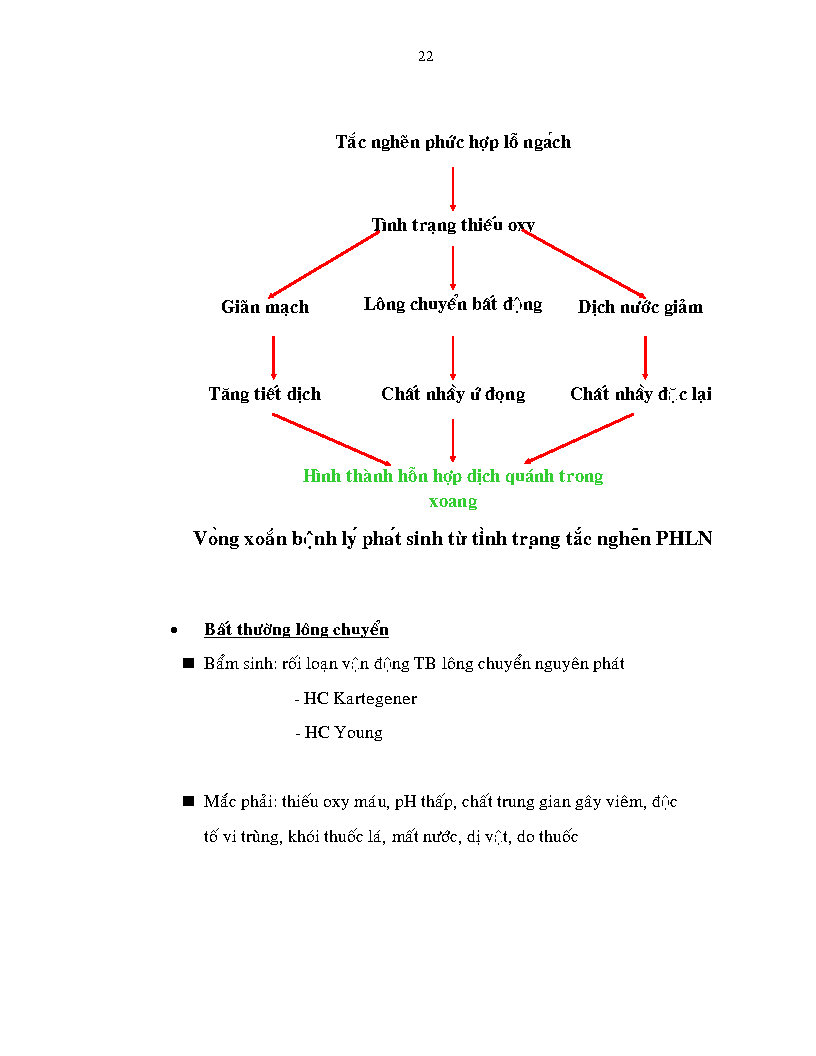 22
Tắc nghẽn phức hợp lỗ ngách
Tình trạng thiếu oxy
Giãn mạch
Lông chuyển bất động
Dịch nước giảm
Tăng tiết dịch
Chất nhầy ứ đọng
Chất nhầy đặc lại
Hình thành hỗn hợp dịch quánh trong
xoang
Vòng xoắn bệnh lý phát sinh từ tình trạng tắc nghẽn PHLN
• Bất thường lông chuyển
■ Bẩm sinh: rối loạn vận động TB lông chuyển nguyên phát
- HC Kartegener
- HC Young
■ Mắc phải: thiếu oxy máu, pH thấp, chất trung gian gây viêm, độc
tố vi trùng, khói thuốc lá, mất nước, dị vật, do thuốc